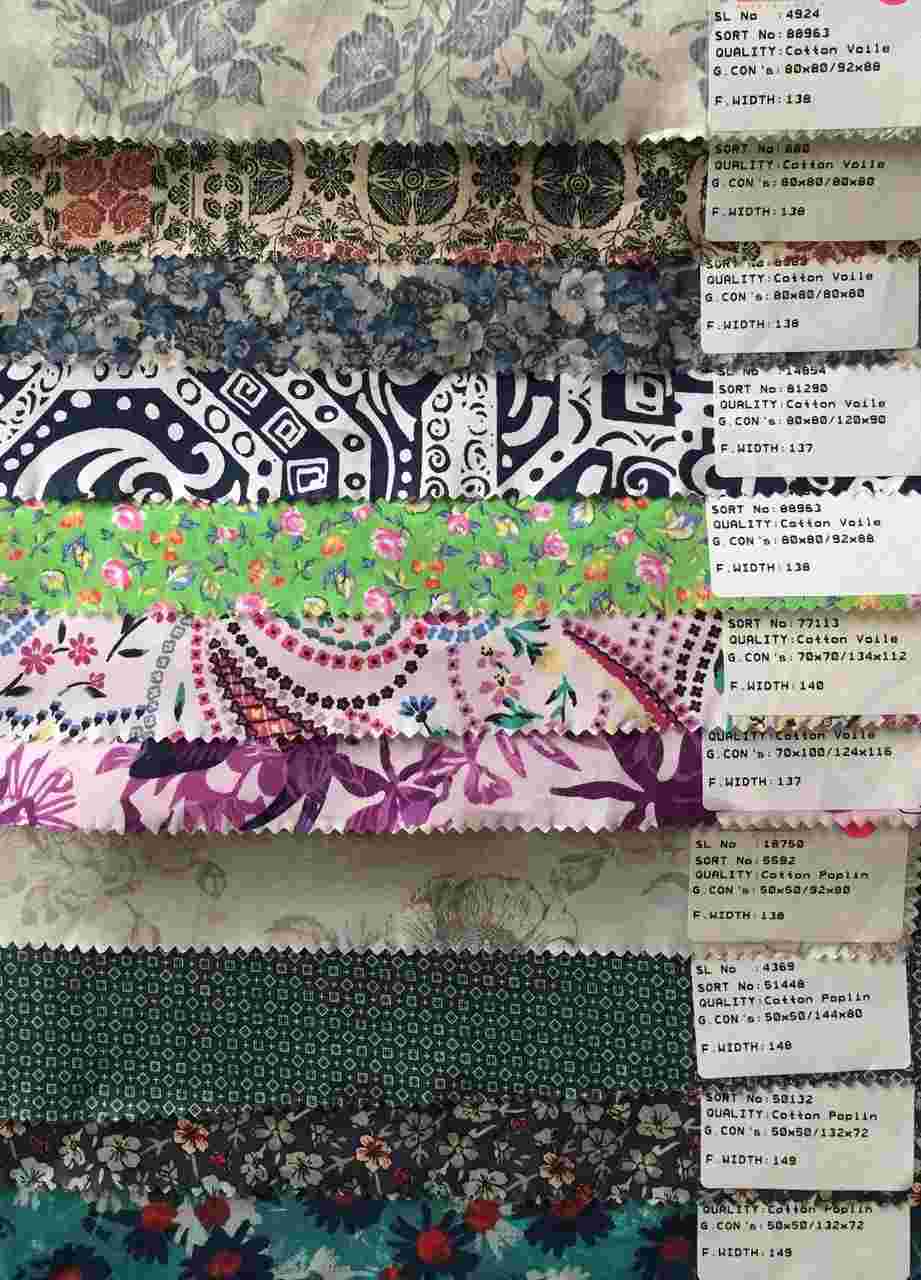 SL No :4924
SORT No:88963
QUALITY:Cotton Voile
G.CON's:80x80/92x88
F.WIDTH:138
SORT No:880
QUALITY:Cotton Voile
G.CON's:80x80/80x80
F.WIDTH:138
SORT No:
QUALITY:Cotton Voile
G.CON's:80x80/80x80
F.WIDTH:138
SL No :14854
SORT No:81290
QUALITY:Cotton Voile
G.CON's:80x80/120x90
F.WIDTH:137
SORT No:88963
QUALITY:Cotton Voile
G.CON's:80x80/92x88
F.WIDTH:138
SORT No:77113
QUALITY:Cotton Voile
G.CON's:70x70/134x112
F.WIDTH:140
QUALITY:Cotton Voile
G.CON's:70x100/124x116
F.WIDTH:137
SL No :18750
SORT No:5592
QUALITY:Cotton Poplin
G.CON's:50x50/92x80
F.WIDTH:138
SL No :4369
SORT No:51448
QUALITY:Cotton Poplin
G.CON's:50x50/144x80
F.WIDTH:148
SORT No:50132
QUALITY:Cotton Poplin
G.CON's:50x50/132x72
F.WIDTH:149
QUALITY:Cotton Poplin
G.CON's:50x50/132x72
F.WIDTH:149